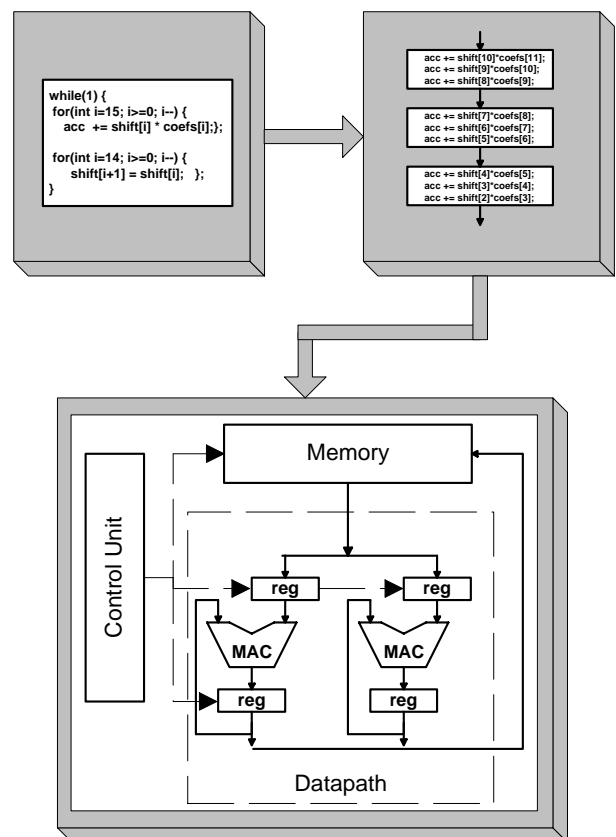 while(1) {
for(int i=15; i>=0; i--) {
acc += shift[i] * coefs[i];};
for(int i=14; i>=0; i--) {
shift[i+1] = shift[i]; };
}
acc += shift[10]*coefs[11];
acc += shift[9]*coefs[10];
acc += shift[8]*coefs[9];
acc += shift[7]*coefs[8];
acc += shift[6]*coefs[7];
acc += shift[5]*coefs[6];
acc += shift[4]*coefs[5];
acc += shift[3]*coefs[4];
acc += shift[2]*coefs[3];
Memory
Control Unit
reg
reg
MAC
MAC
reg
reg
Datapath